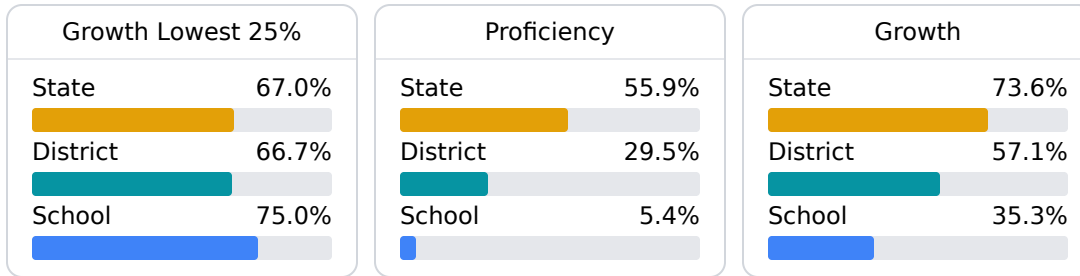 Growth Lowest 25%
State 67.0%
District 66.7%
School 75.0%
Proficiency
State 55.9%
District 29.5%
School 5.4%
Growth
State 73.6%
District 57.1%
School 35.3%